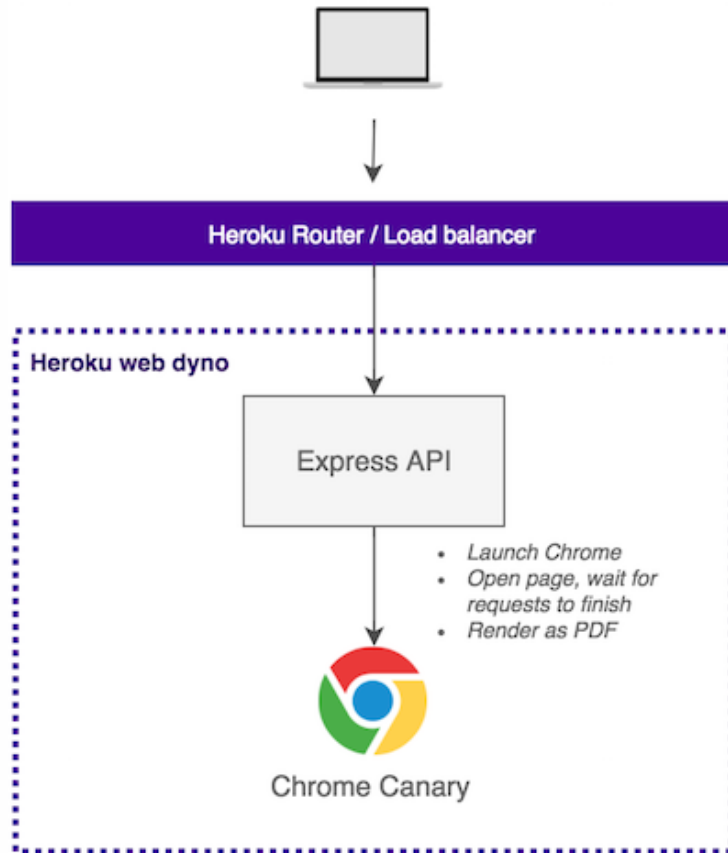 Heroku Router / Load balancer
Heroku web dyno
Express API
• Launch Chrome
• Open page, wait for
requests to finish
• Render as PDF
Chrome Canary